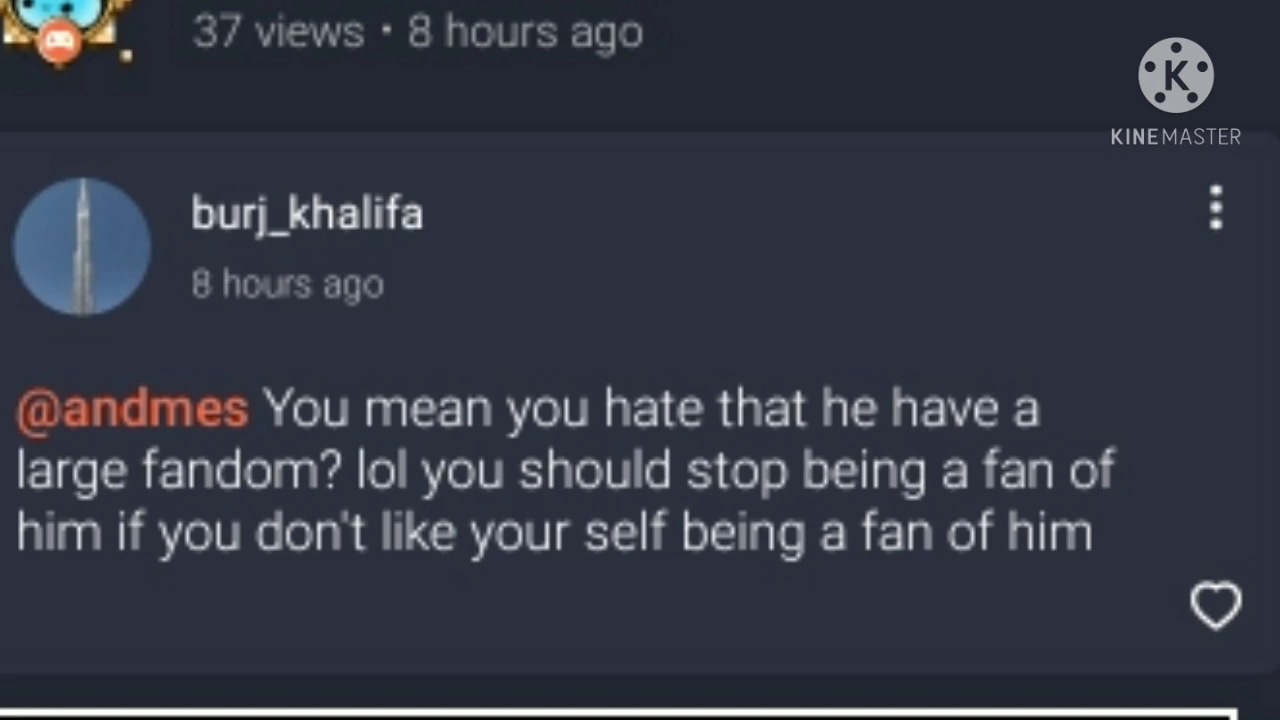 37 views • 8 hours ago
K
KINEMASTER
burj_khalifa
8 hours ago
@andmes You mean you hate that he have a
large fandom? lol you should stop being a fan of
him if you don't like your self being a fan of him